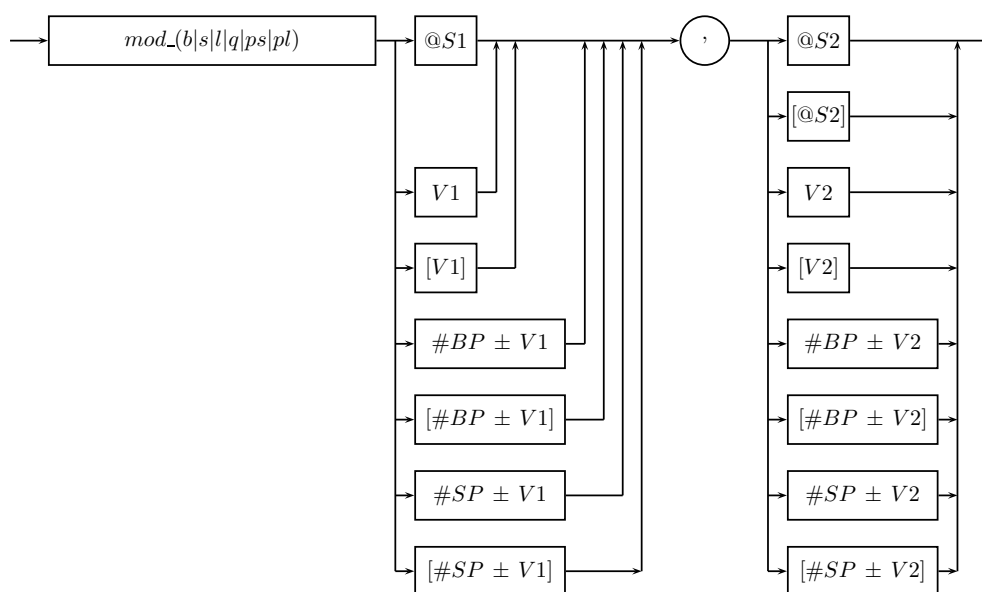 mod_(b|s|l|q|ps|pl) @S1 , @S2
[@S2]
V1 V2
[V1] [V2]
#BP ± V1 #BP ± V2
[#BP ± V1] [#BP ± V2]
#SP ± V1 #SP ± V2
[#SP ± V1] [#SP ± V2]